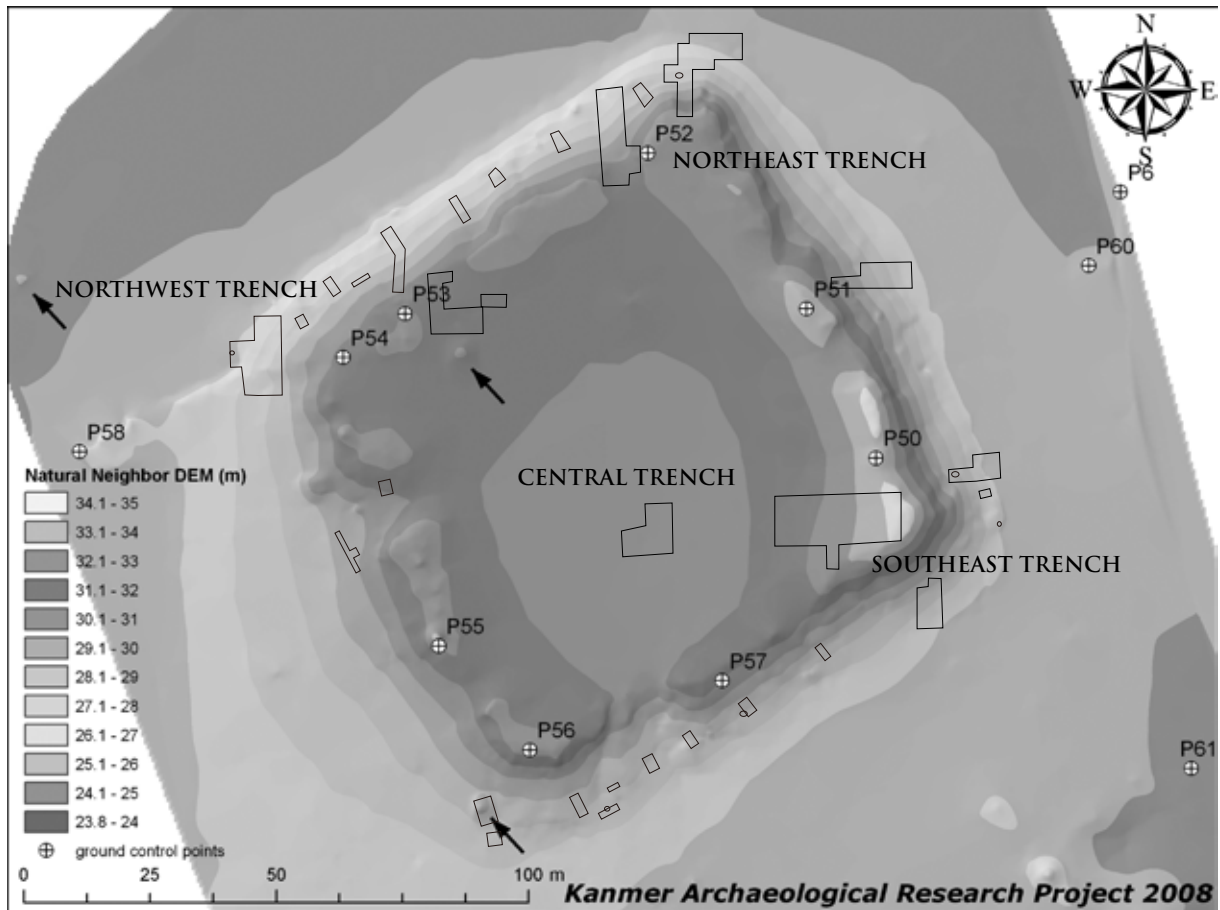 N
W E
S
P52
NORTHEAST TRENCH
P6
P60
NORTHWEST TRENCH
P53
P51
P54
P58
P50
Natural Neighbor DEM (m)
34.1 - 35
33.1 - 34
32.1 - 33
31.1 - 32
30.1 - 31
29.1 - 30
28.1 - 29
27.1 - 28
26.1 - 27
25.1 - 26
24.1 - 25
23.8 - 24
ground control points
CENTRAL TRENCH
SOUTHEAST TRENCH
P55
P57
P56
P61
0 25 50 100 m
Kanmer Archaeological Research Project 2008